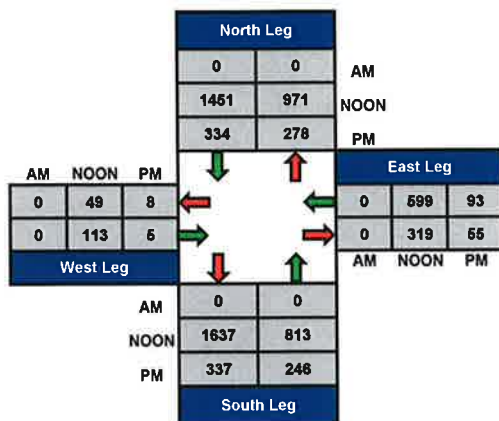 North Leg
0 0
AM
1451 971
NOON
334 278
PM
AM NOON PM
East Leg
0 49 8
0 599 93
0 113 5
0 319 55
West Leg
AM NOON PM
AM
0 0
NOON
1637 813
PM
337 246
South Leg